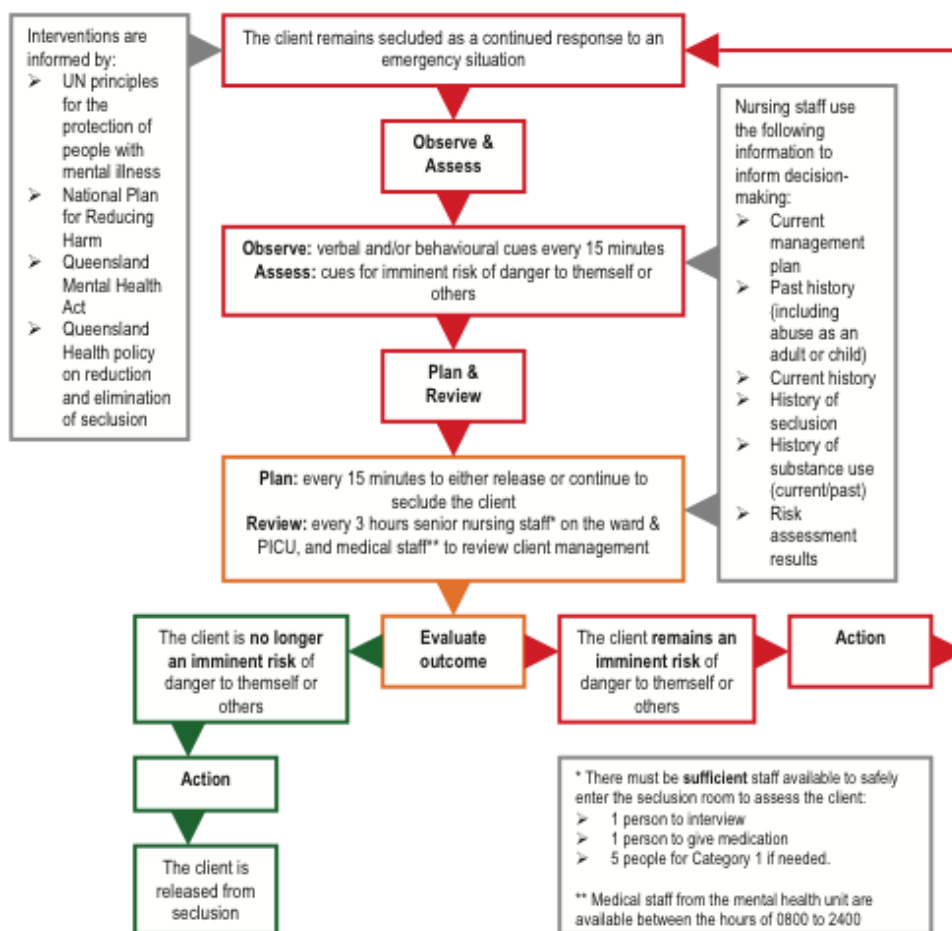 Interventions are
informed by:
➢ UN principles
for the
protection of
people with
mental illness
➢ National Plan
for Reducing
Harm
➢ Queensland
Mental Health
Act
➢ Queensland
Health policy
on reduction
and elimination
of seclusion
The client remains secluded as a continued response to an
emergency situation
Observe &
Assess
Observe: verbal and/or behavioural cues every 15 minutes
Assess: cues for imminent risk of danger to themself or
others
Nursing staff use
the following
information to
inform decision-
making:
➢ Current
management
plan
➢ Past history
(including
abuse as an
adult or child)
➢ Current history
➢ History of
seclusion
➢ History of
substance use
(current/past)
➢ Risk
assessment
results
Plan &
Review
Plan: every 15 minutes to either release or continue to
seclude the client
Review: every 3 hours senior nursing staff* on the ward &
PICU, and medical staff** to review client management
Evaluate
outcome
The client is no longer
an imminent risk of
danger to themself or
others
Action
The client is
released from
seclusion
The client remains an
imminent risk of
danger to themself or
others
Action
* There must be sufficient staff available to safely
enter the seclusion room to assess the client:
➢ 1 person to interview
➢ 1 person to give medication
➢ 5 people for Category 1 if needed.
** Medical staff from the mental health unit are
available between the hours of 0800 to 2400